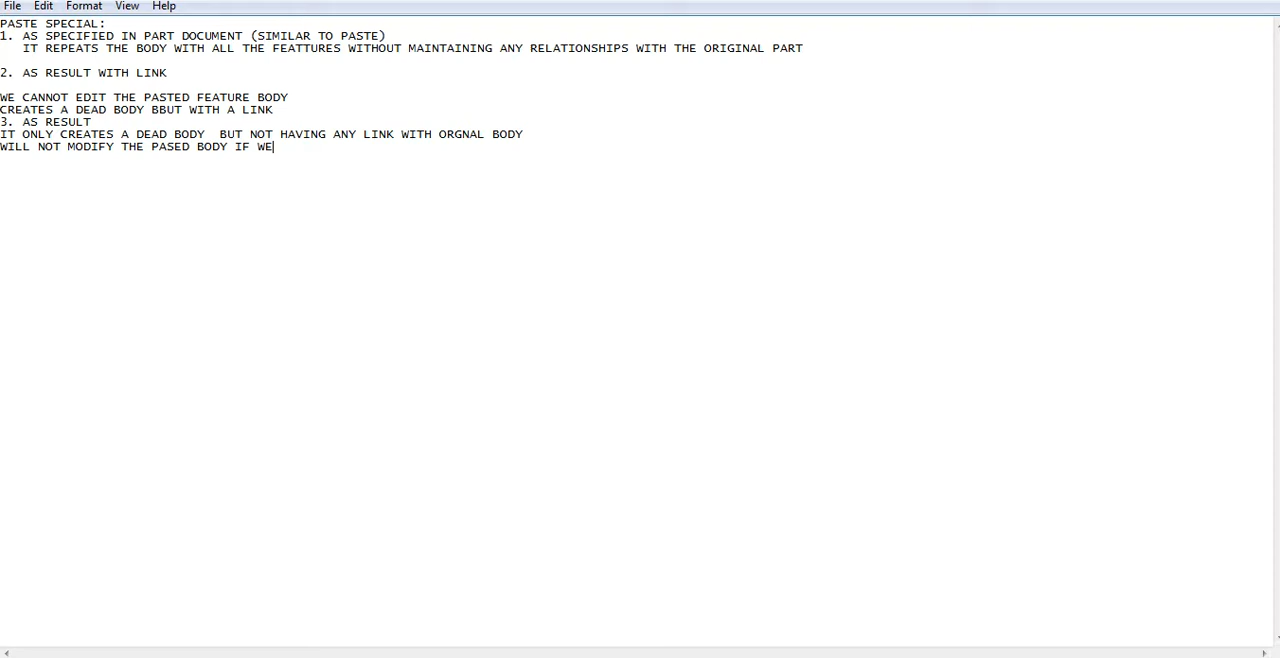 File Edit Format View Help
PASTE SPECIAL:
1. AS SPECIFIED IN PART DOCUMENT (SIMILAR TO PASTE)
IT REPEATS THE BODY WITH ALL THE FEATTURES WITHOUT MAINTAINING ANY RELATIONSHIPS WITH THE ORIGINAL PART
2. AS RESULT WITH LINK
WE CANNOT EDIT THE PASTED FEATURE BODY
CREATES A DEAD BODY BBUT WITH A LINK
3. AS RESULT
IT ONLY CREATES A DEAD BODY  BUT NOT HAVING ANY LINK WITH ORGNAL BODY
WILL NOT MODIFY THE PASED BODY IF WE